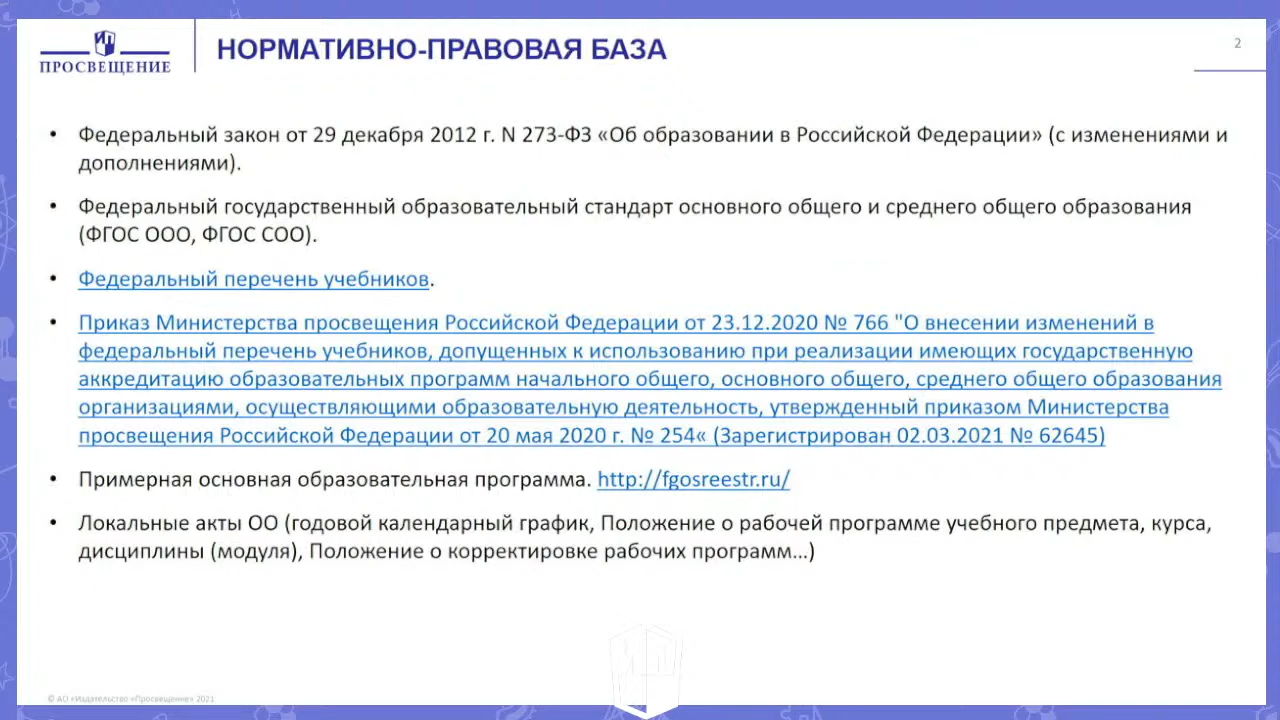 ПРОСВЕЩЕНИЕ
НОРМАТИВНО-ПРАВОВАЯ БАЗА
2
• Федеральный закон от 29 декабря 2012 г. N 273-ФЗ «Об образовании в Российской Федерации» (с изменениями и
дополнениями).
• Федеральный государственный образовательный стандарт основного общего и среднего общего образования
(ФГОС ООО, ФГОС СОО).
• Федеральный перечень учебников.
• Приказ Министерства просвещения Российской Федерации от 23.12.2020 № 766 "О внесении изменений в
федеральный перечень учебников, допущенных к использованию при реализации имеющих государственную
аккредитацию образовательных программ начального общего, основного общего, среднего общего образования
организациями, осуществляющими образовательную деятельность, утвержденный приказом Министерства
просвещения Российской Федерации от 20 мая 2020 г. № 254« (Зарегистрирован 02.03.2021 № 62645)
• Примерная основная образовательная программа. http://fgosreestr.ru/
• Локальные акты ОО (годовой календарный график, Положение о рабочей программе учебного предмета, курса,
дисциплины (модуля), Положение о корректировке рабочих программ...)
© АО «Издательство «Просвещение» 2021